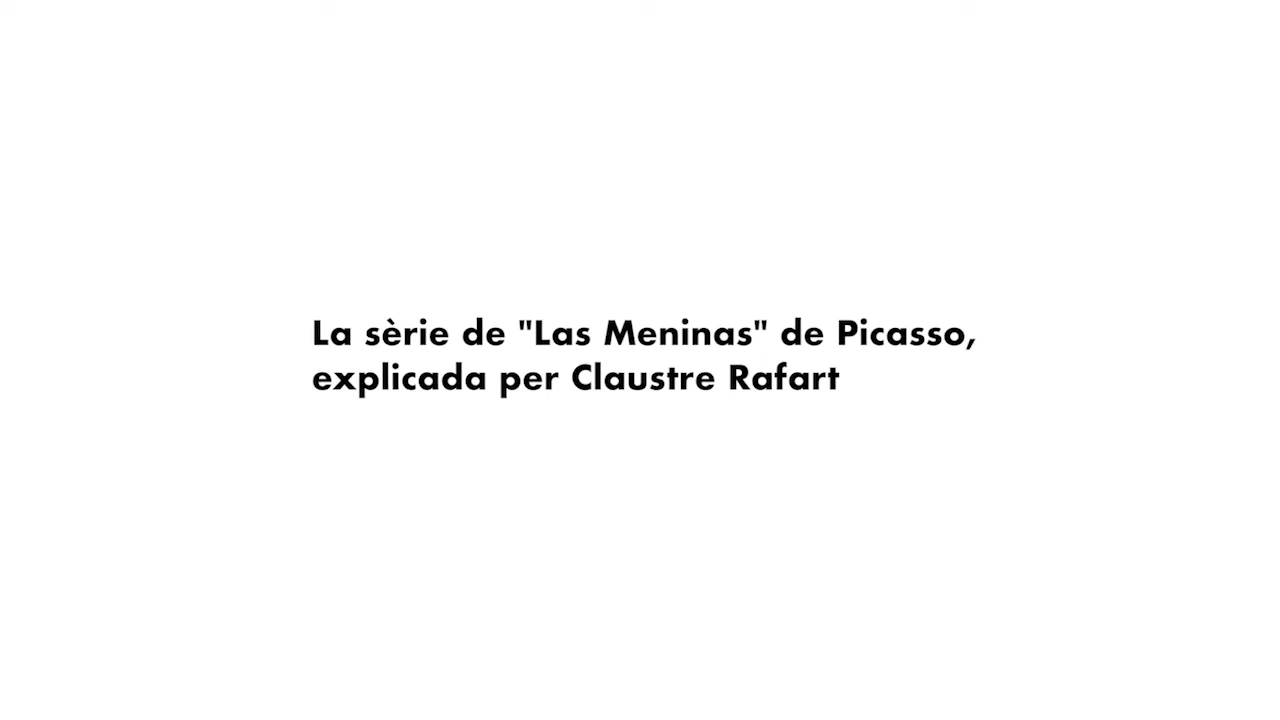 La sèrie de "Las Meninas" de Picasso,
explicada per Claustre Rafart